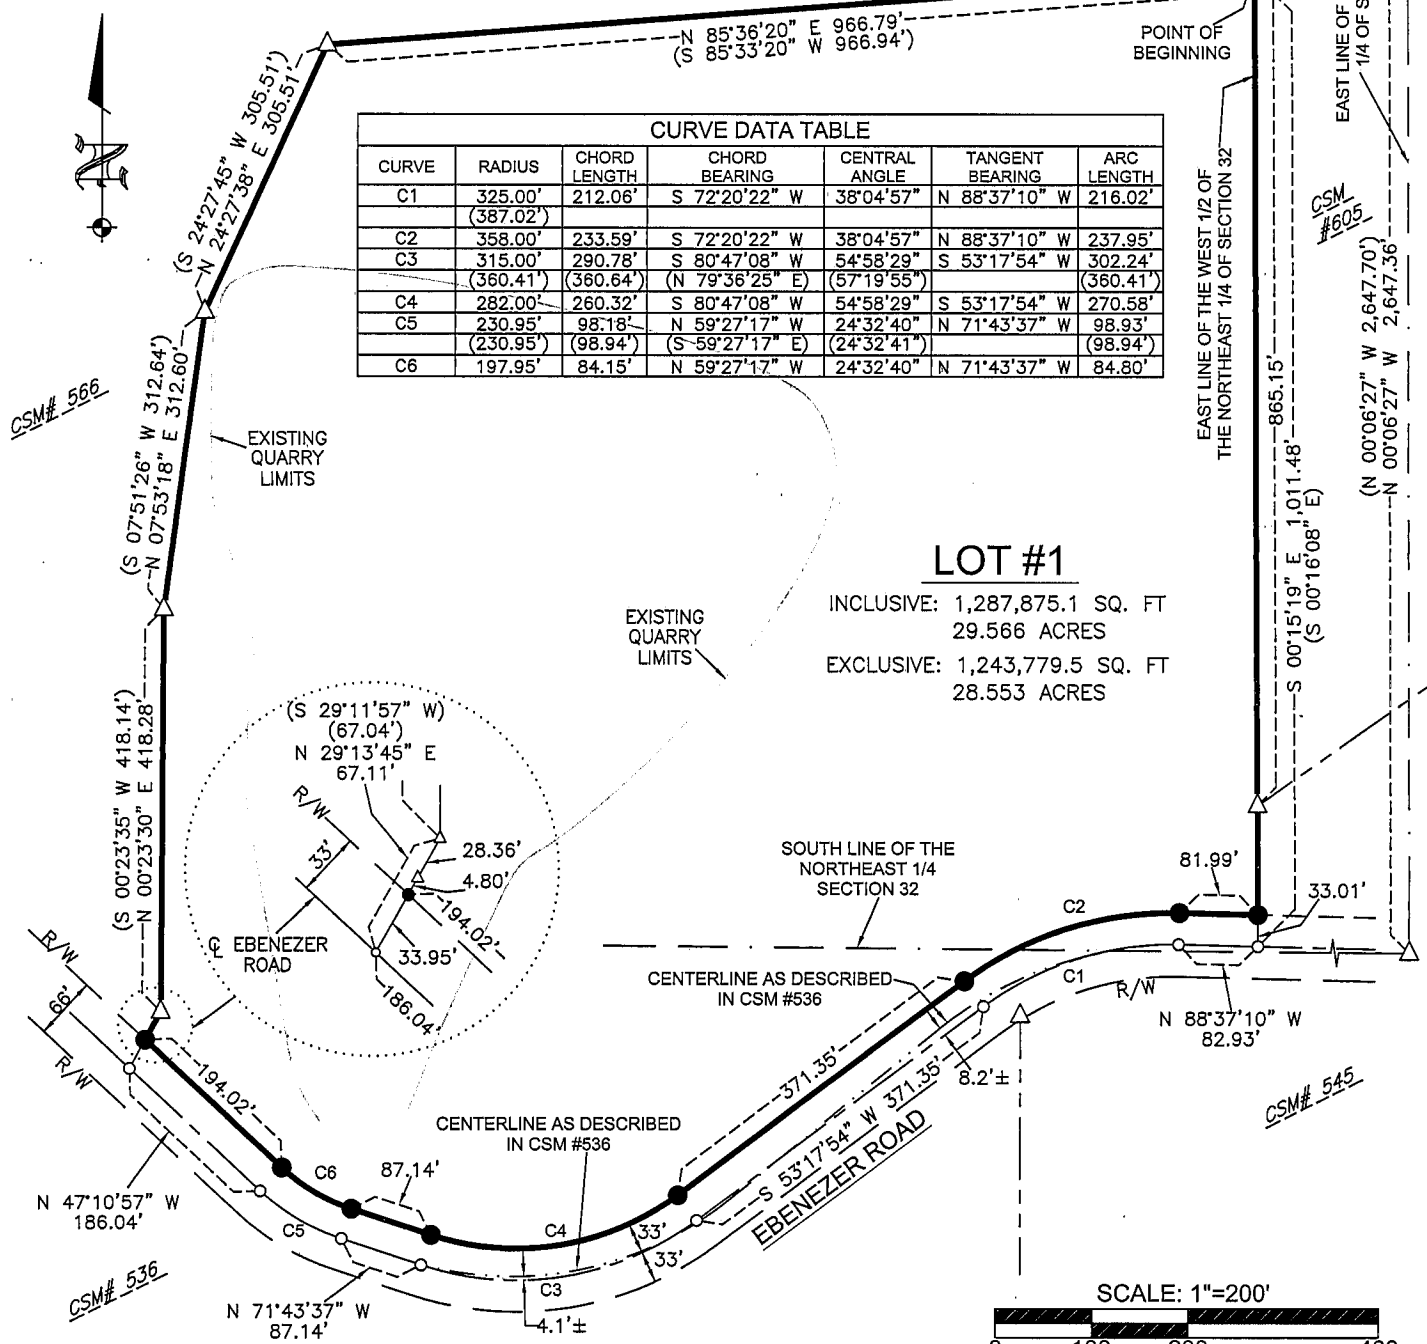 N 85°36'20" E 966.79'
(S 85°33'20" W 966.94')
POINT OF
BEGINNING
EAST LINE OF
1/4 OF S
(S 24°27'45" W 305.51')
N 24°27'38" E 305.51'
CURVE DATA TABLE
CURVE RADIUS CHORD LENGTH CHORD BEARING CENTRAL ANGLE TANGENT BEARING ARC LENGTH
C1 325.00' 212.06' S 72°20'22" W 38°04'57" N 88°37'10" W 216.02'
(387.02')
C2 358.00' 233.59' S 72°20'22" W 38°04'57" N 88°37'10" W 237.95'
C3 315.00' 290.78' S 80°47'08" W 54°58'29" S 53°17'54" W 302.24'
(360.41') (360.64') (N 79°36'25" E) (57°19'55") (360.41')
C4 282.00' 260.32' S 80°47'08" W 54°58'29" S 53°17'54" W 270.58'
C5 230.95' 98.18' N 59°27'17" W 24°32'40" N 71°43'37" W 98.93'
(230.95') (98.94') (S 59°27'17" E) (24°32'41") (98.94')
C6 197.95' 84.15' N 59°27'17" W 24°32'40" N 71°43'37" W 84.80'
EAST LINE OF THE WEST 1/2 OF
THE NORTHEAST 1/4 OF SECTION 32
CSM
#605
865.15'
S 00°15'19" E 1,011.48'
(S 00°16'08" E)
(N 00°06'27" W 2,647.70')
N 00°06'27" W 2,647.36'
CSM# 566
(S 07°51'26" W 312.64')
N 07°53'18" E 312.60'
EXISTING
QUARRY
LIMITS
LOT #1
INCLUSIVE: 1,287,875.1 SQ. FT
29.566 ACRES
EXCLUSIVE: 1,243,779.5 SQ. FT
28.553 ACRES
EXISTING
QUARRY
LIMITS
(S 00°23'35" W 418.14')
N 00°23'30" E 418.28'
(S 29°11'57" W)
(67.04')
N 29°13'45" E
67.11'
R/W
33'
28.36'
4.80'
194.02'
33.95'
186.04'
℄ EBENEZER
ROAD
SOUTH LINE OF THE
NORTHEAST 1/4
SECTION 32
81.99'
33.01'
C2
C1
R/W
CENTERLINE AS DESCRIBED
IN CSM #536
N 88°37'10" W
82.93'
R/W
66'
R/W
194.02'
371.35'
8.2'±
S 53°17'54" W 371.35'
EBENEZER ROAD
CSM# 545
CENTERLINE AS DESCRIBED
IN CSM #536
N 47°10'57" W
186.04'
C6
87.14'
C5
C4
C3
33'
33'
4.1'±
N 71°43'37" W
87.14'
CSM# 536
SCALE: 1"=200'